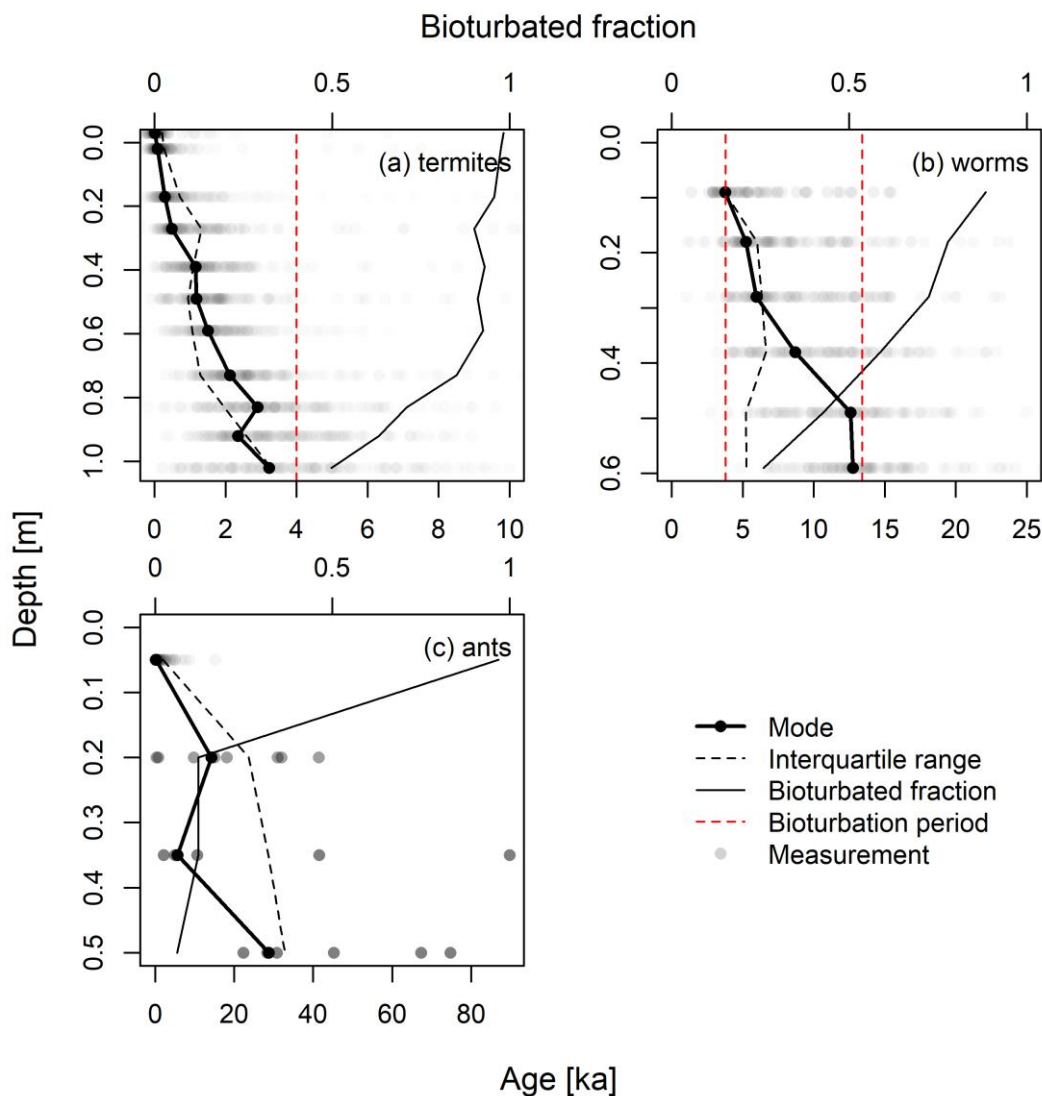 Bioturbated fraction
0 0.5 1
0 0.5 1
(a) termites
(b) worms
0.0 0.2 0.4 0.6 0.8 1.0
0.0 0.2 0.4 0.6
0 2 4 6 8 10
0 5 10 15 20 25
Depth [m]
0 0.5 1
(c) ants
0.0 0.1 0.2 0.3 0.4 0.5
0 20 40 60 80
Mode
Interquartile range
Bioturbated fraction
Bioturbation period
Measurement
Age [ka]